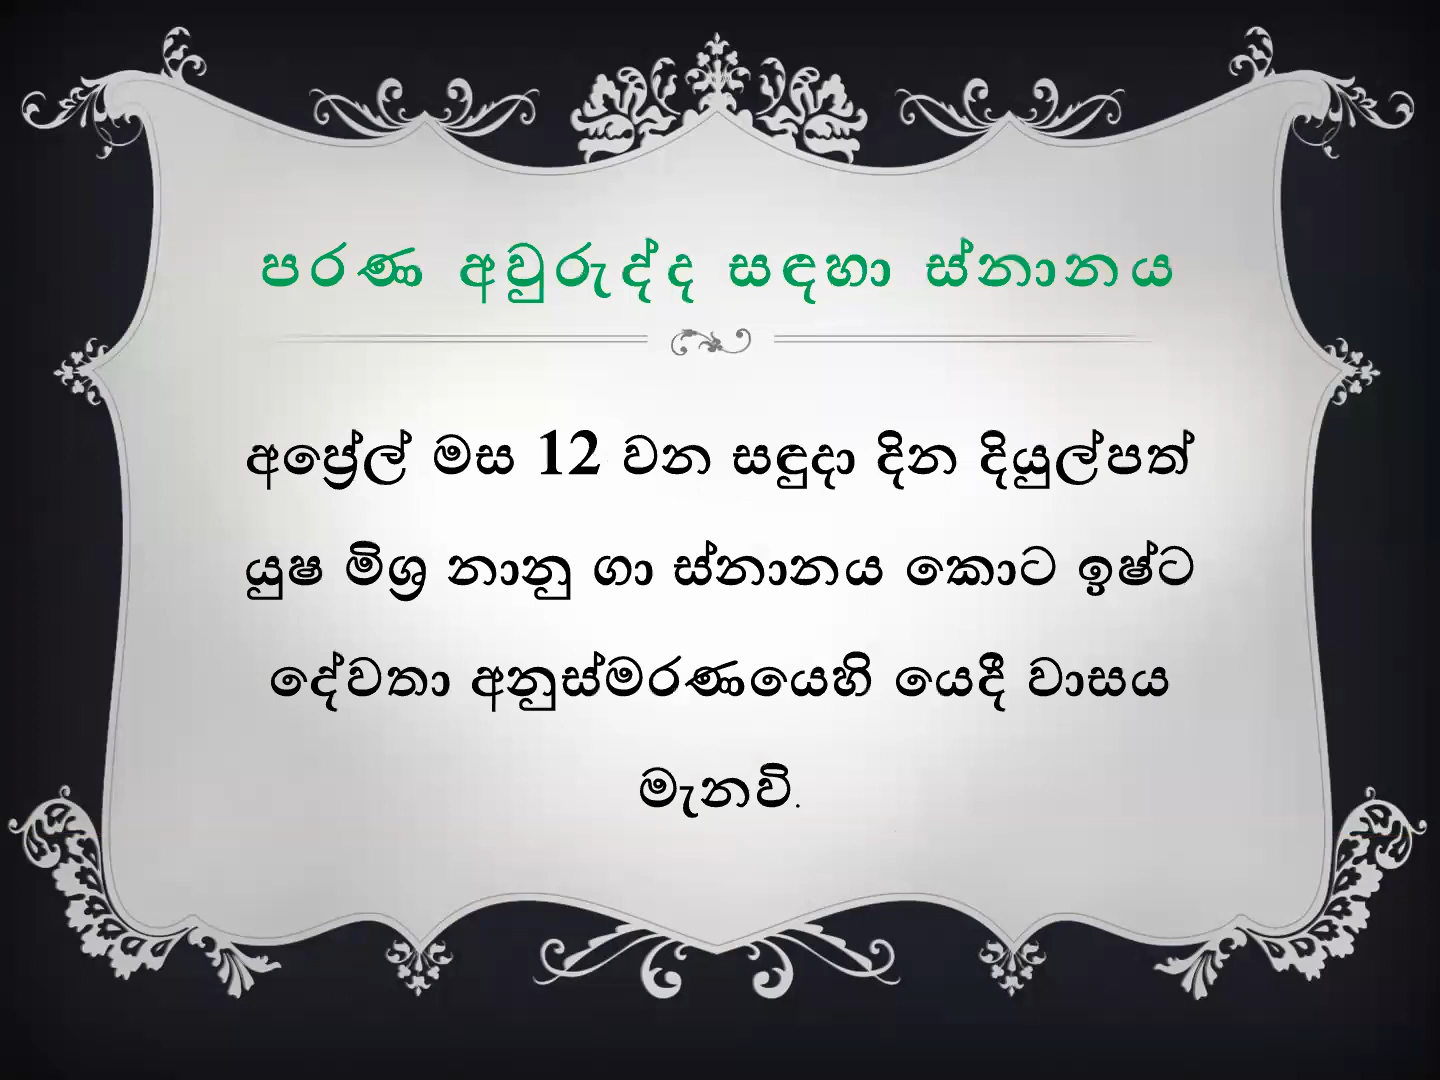 පරණ අවුරුද්ද සඳහා ස්නානය
අප්‍රේල් මස 12 වන සඳුදා දින දියුල්පත්
යුෂ මිශ්‍ර නානු ගා ස්නානය කොට ඉෂ්ට
දේවතා අනුස්මරණයෙහි යෙදී වාසය
මැනවි.